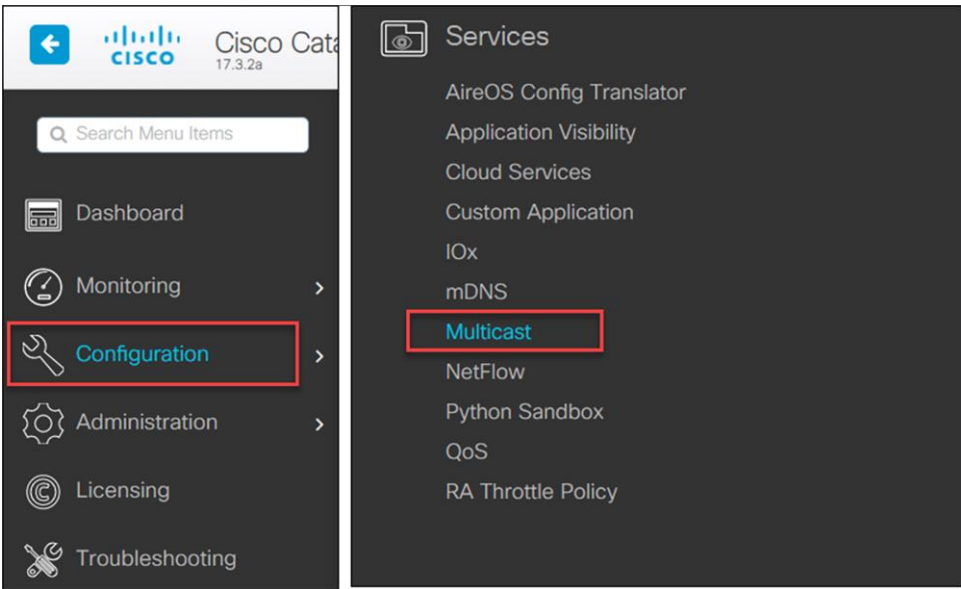 CISCO
Cisco Cata
17.3.2a
Search Menu Items
Dashboard
Monitoring
Configuration
Administration
Licensing
Troubleshooting
Services
AireOS Config Translator
Application Visibility
Cloud Services
Custom Application
IOx
mDNS
Multicast
NetFlow
Python Sandbox
QoS
RA Throttle Policy